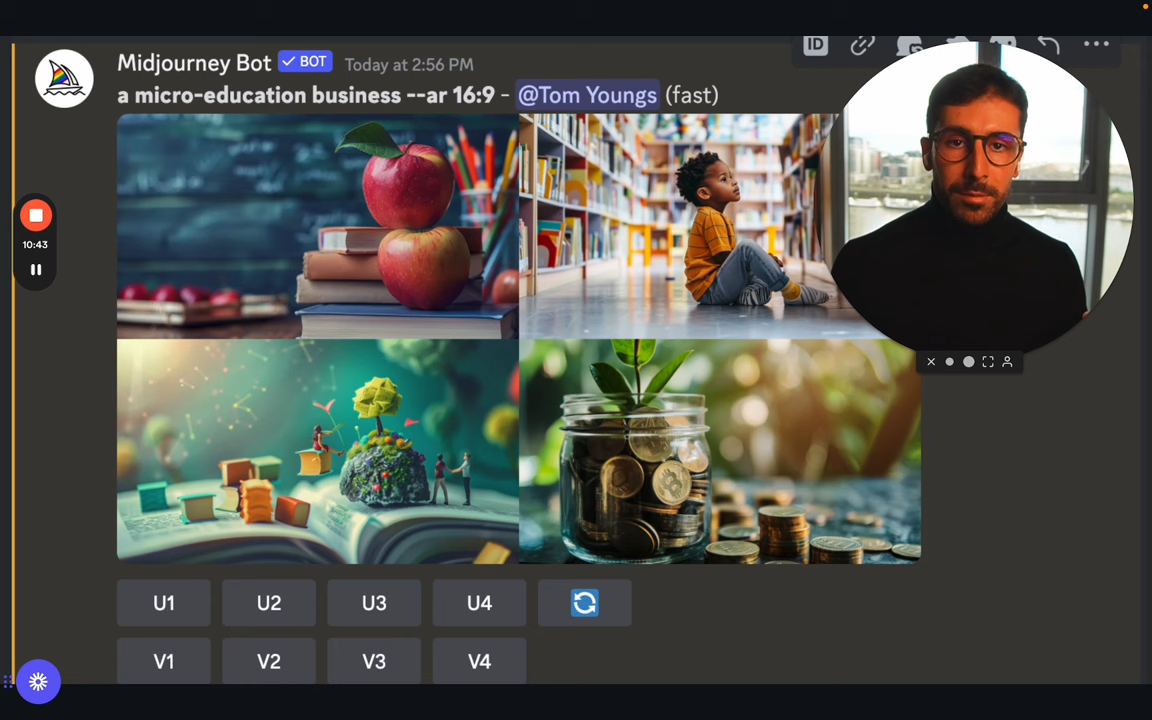 Midjourney Bot ✓ BOT Today at 2:56 PM
ID
a micro-education business --ar 16:9 - @Tom Youngs (fast)
10:43
U1 U2 U3 U4
V1 V2 V3 V4